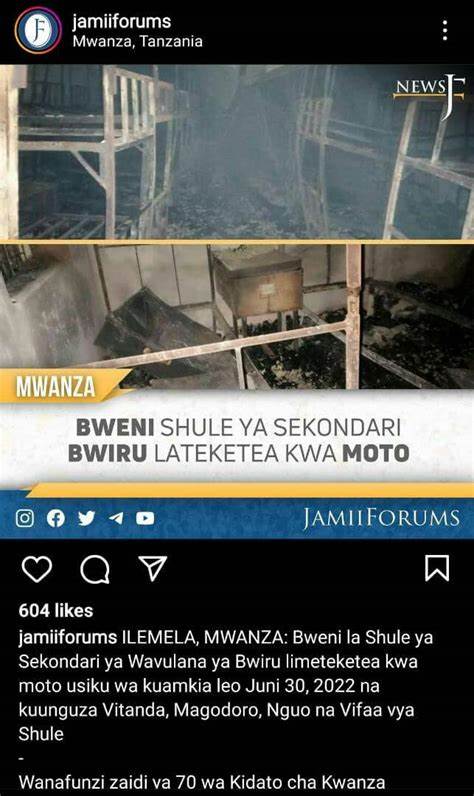 jamiiforums
Mwanza, Tanzania
NEWS JF
MWANZA
BWENI SHULE YA SEKONDARI
BWIRU LATEKETEA KWA MOTO
JAMIIFORUMS
604 likes
jamiiforums ILEMELA, MWANZA: Bweni la Shule ya
Sekondari ya Wavulana ya Bwiru limeteketea kwa
moto usiku wa kuamkia leo Juni 30, 2022 na
kuunguza Vitanda, Magodoro, Nguo na Vifaa vya
Shule
-
Wanafunzi zaidi ya 70 wa Kidato cha Kwanza